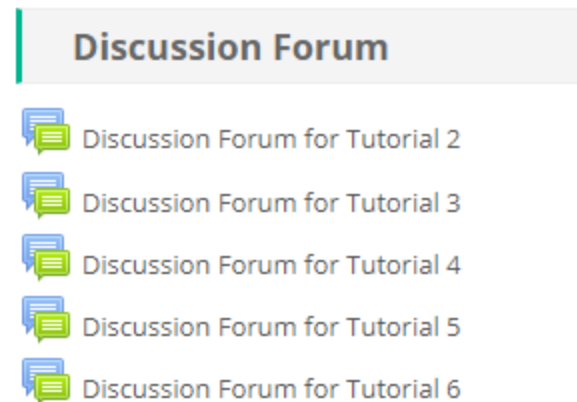 Discussion Forum
Discussion Forum for Tutorial 2
Discussion Forum for Tutorial 3
Discussion Forum for Tutorial 4
Discussion Forum for Tutorial 5
Discussion Forum for Tutorial 6